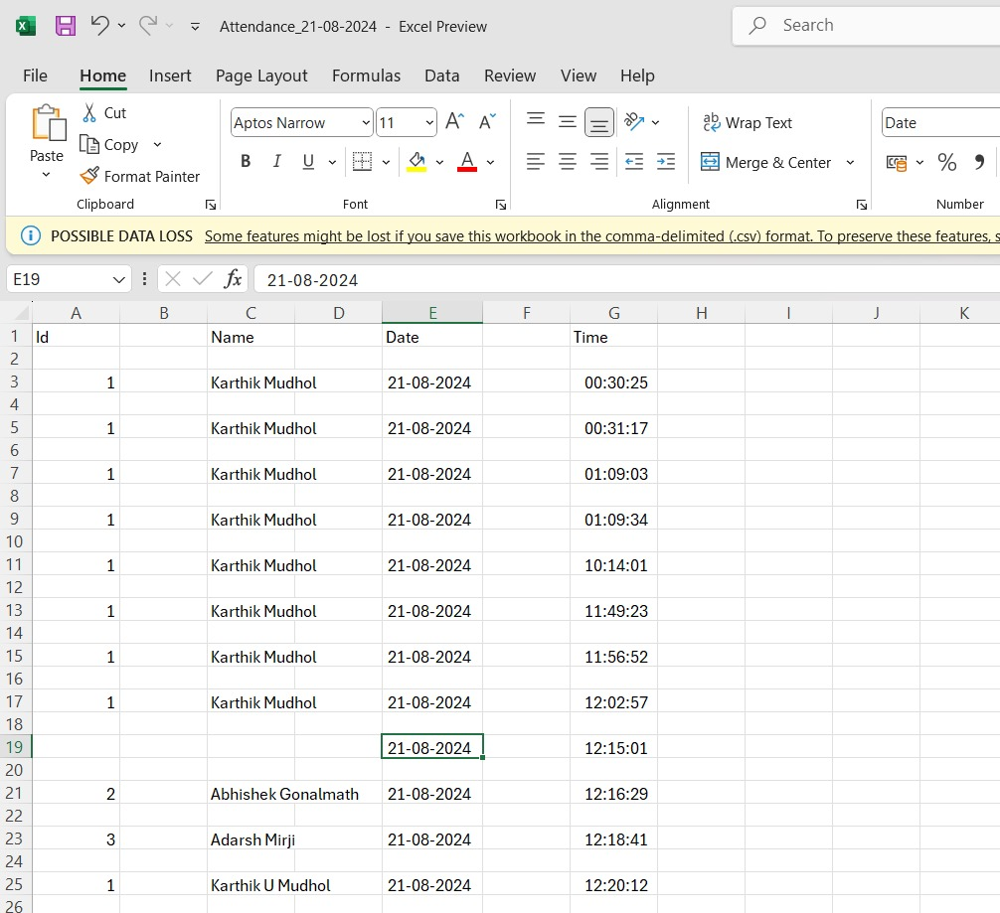 Attendance_21-08-2024 - Excel Preview
Search
File Home Insert Page Layout Formulas Data Review View Help
Paste
Cut
Copy
Format Painter
Clipboard
Aptos Narrow 11 A^ A˅
B I U A
Font
ab Wrap Text
Merge & Center
Alignment
Date
% ,
Number
POSSIBLE DATA LOSS Some features might be lost if you save this workbook in the comma-delimited (.csv) format. To preserve these features, s
E19 fx 21-08-2024
A B C D E F G H I J K
1 Id Name Date Time
2
3 1 Karthik Mudhol 21-08-2024 00:30:25
4
5 1 Karthik Mudhol 21-08-2024 00:31:17
6
7 1 Karthik Mudhol 21-08-2024 01:09:03
8
9 1 Karthik Mudhol 21-08-2024 01:09:34
10
11 1 Karthik Mudhol 21-08-2024 10:14:01
12
13 1 Karthik Mudhol 21-08-2024 11:49:23
14
15 1 Karthik Mudhol 21-08-2024 11:56:52
16
17 1 Karthik Mudhol 21-08-2024 12:02:57
18
19 21-08-2024 12:15:01
20
21 2 Abhishek Gonalmath 21-08-2024 12:16:29
22
23 3 Adarsh Mirji 21-08-2024 12:18:41
24
25 1 Karthik U Mudhol 21-08-2024 12:20:12
26